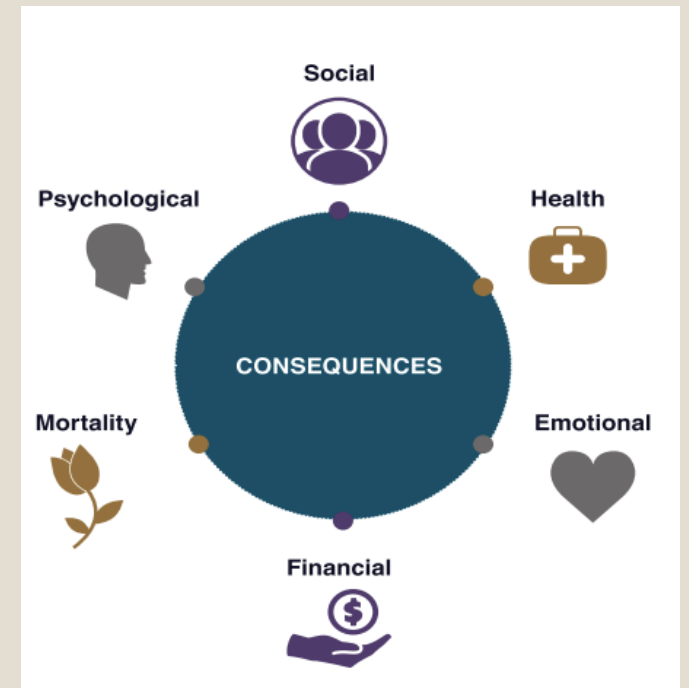 Social
Psychological
Health
CONSEQUENCES
Mortality
Emotional
Financial
$